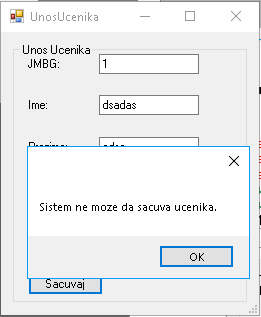 UnosUcenika
Unos Ucenika
JMBG: 1
Ime: dsadas
Sistem ne moze da sacuva ucenika.
OK
Sacuvaj